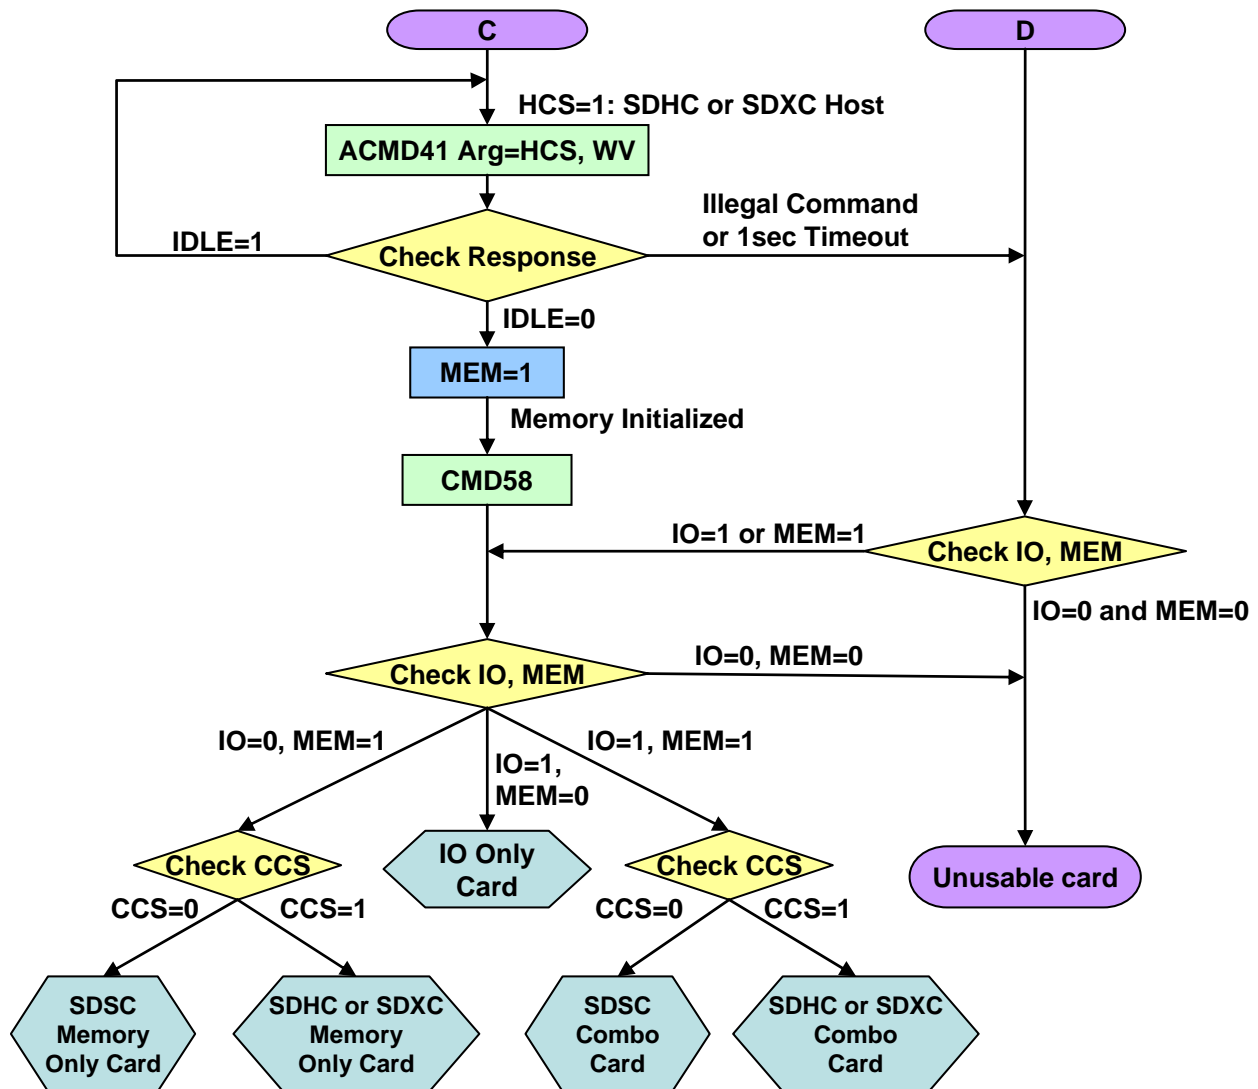 C
D
HCS=1: SDHC or SDXC Host
ACMD41 Arg=HCS, WV
Illegal Command
or 1sec Timeout
IDLE=1
Check Response
IDLE=0
MEM=1
Memory Initialized
CMD58
IO=1 or MEM=1
Check IO, MEM
IO=0 and MEM=0
Check IO, MEM
IO=0, MEM=0
IO=0, MEM=1
IO=1, MEM=1
IO=1,
MEM=0
Check CCS
IO Only
Card
Check CCS
Unusable card
CCS=0
CCS=1
CCS=0
CCS=1
SDSC
Memory
Only Card
SDHC or SDXC
Memory
Only Card
SDSC
Combo
Card
SDHC or SDXC
Combo
Card